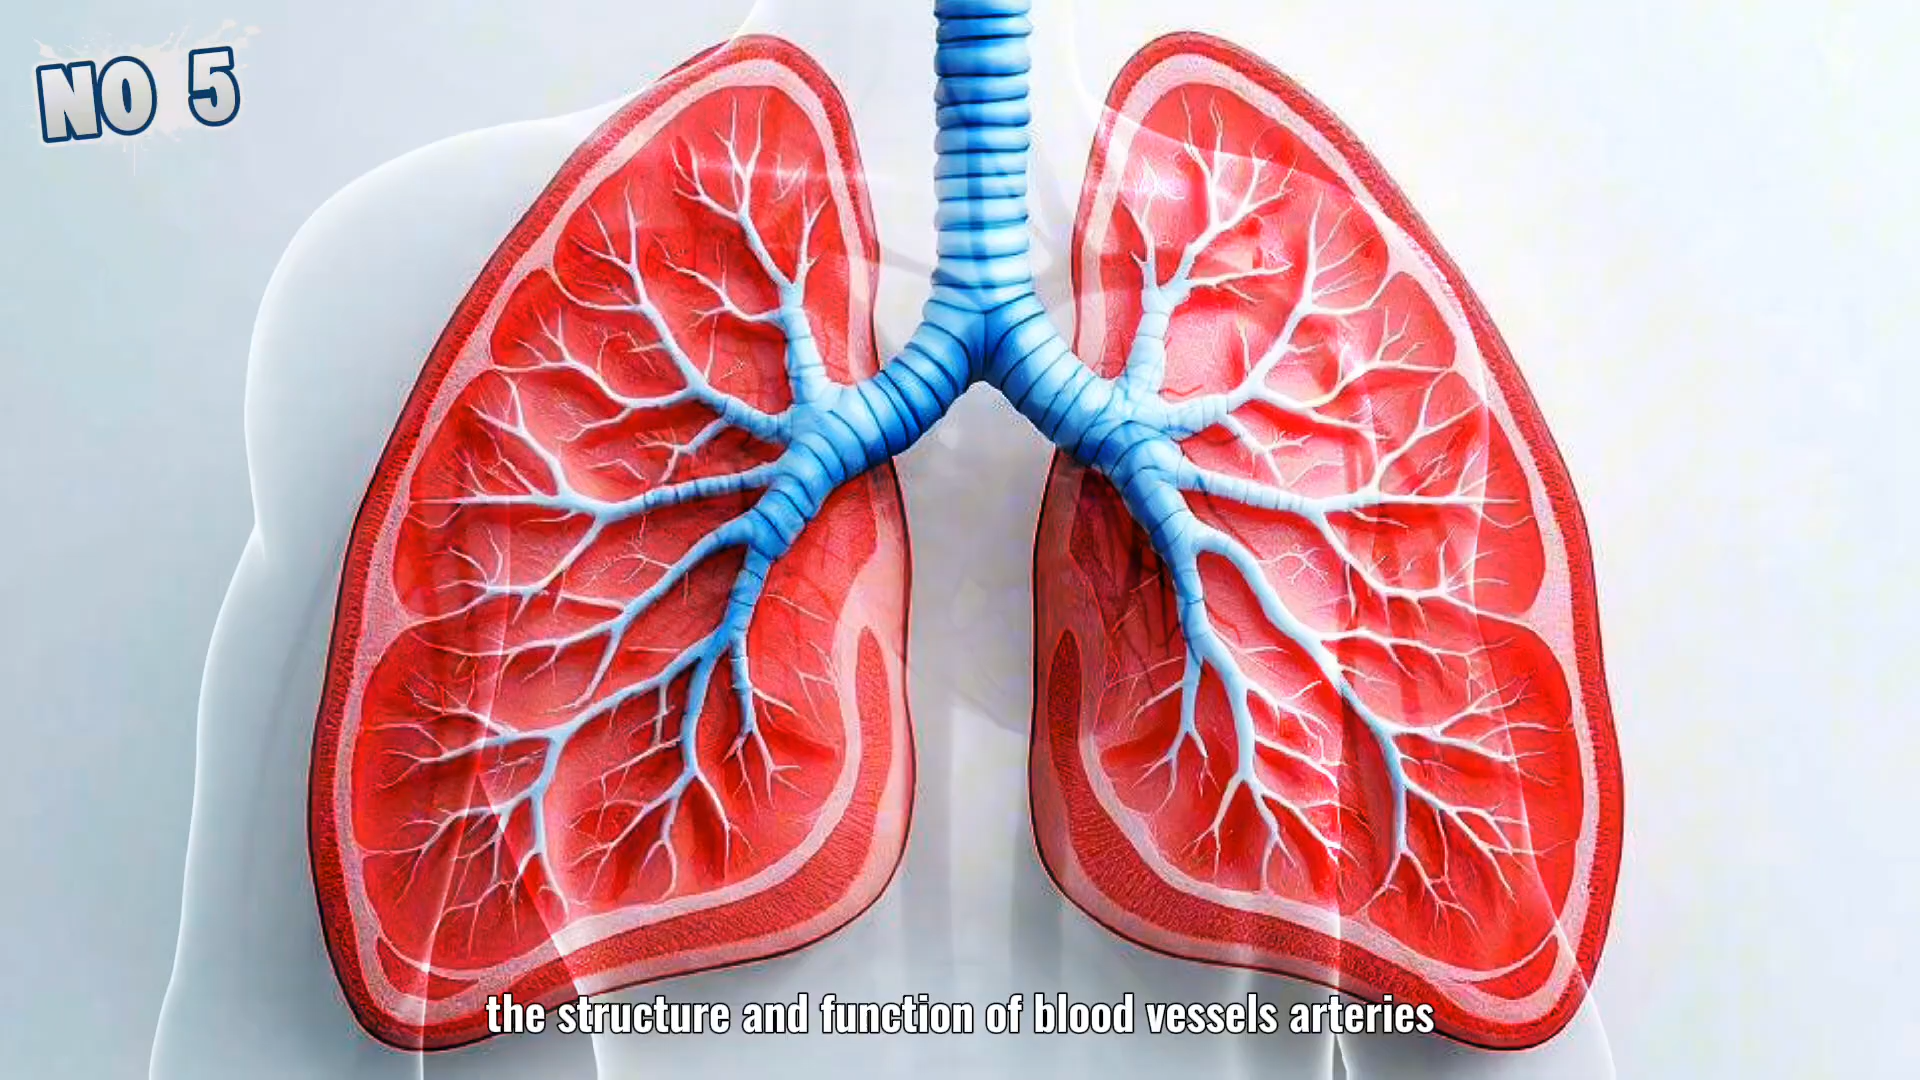 NO 5
the structure and function of blood vessels arteries